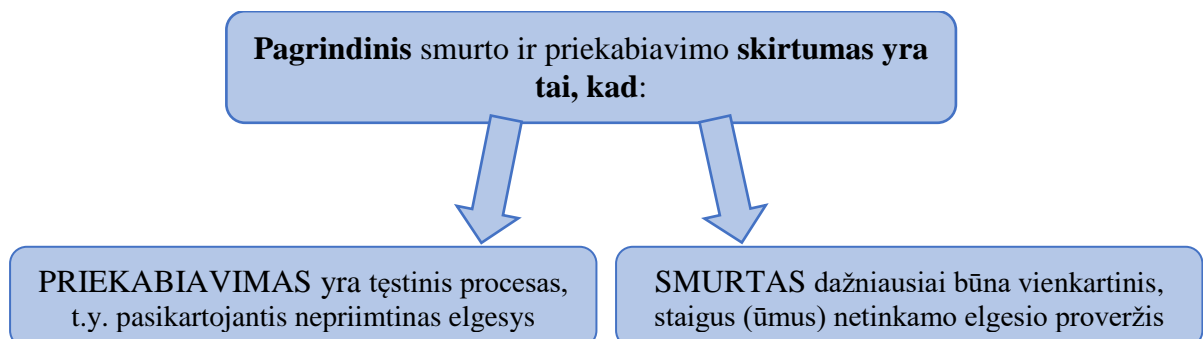 Pagrindinis smurto ir priekabiavimo skirtumas yra
tai, kad:
PRIEKABIAVIMAS yra tęstinis procesas,
t.y. pasikartojantis nepriimtinas elgesys
SMURTAS dažniausiai būna vienkartinis,
staigus (ūmus) netinkamo elgesio proveržis